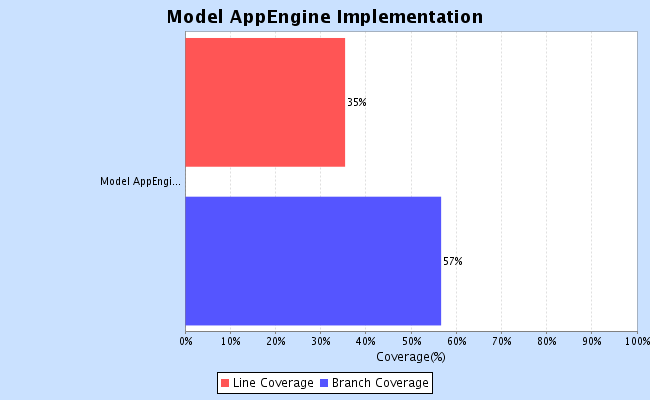 Model AppEngine Implementation
35%
Model AppEngi...
57%
0% 10% 20% 30% 40% 50% 60% 70% 80% 90% 100%
Coverage(%)
Line Coverage Branch Coverage